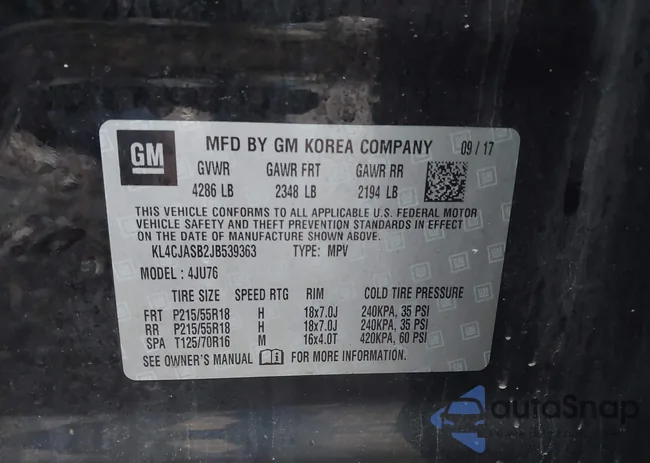 GM
MFD BY GM KOREA COMPANY 09 / 17
GVWR GAWR FRT GAWR RR
4286 LB 2348 LB 2194 LB
THIS VEHICLE CONFORMS TO ALL APPLICABLE U.S. FEDERAL MOTOR
VEHICLE SAFETY AND THEFT PREVENTION STANDARDS IN EFFECT
ON THE DATE OF MANUFACTURE SHOWN ABOVE.
KL4CJASB2JB539363 TYPE: MPV
MODEL : 4JU76
TIRE SIZE SPEED RTG RIM COLD TIRE PRESSURE
FRT P215/55R18 H 18x7.0J 240KPA, 35 PSI
RR P215/55R18 H 18x7.0J 240KPA, 35 PSI
SPA T125/70R16 M 16x4.0T 420KPA, 60 PSI
SEE OWNER'S MANUAL FOR MORE INFORMATION.
autoSnap